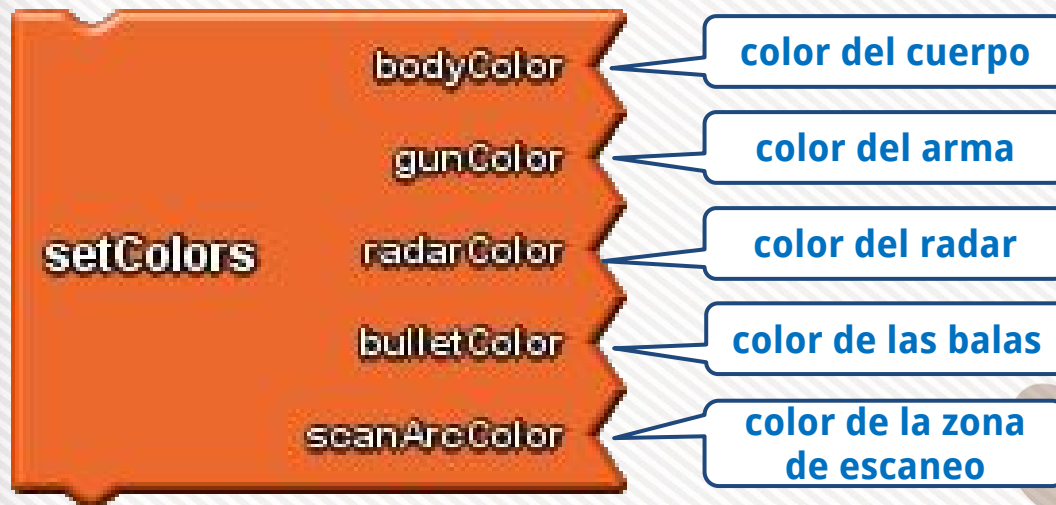 bodyColor
color del cuerpo
gunColor
color del arma
setColors
radarColor
color del radar
bulletColor
color de las balas
scanArcColor
color de la zona
de escaneo